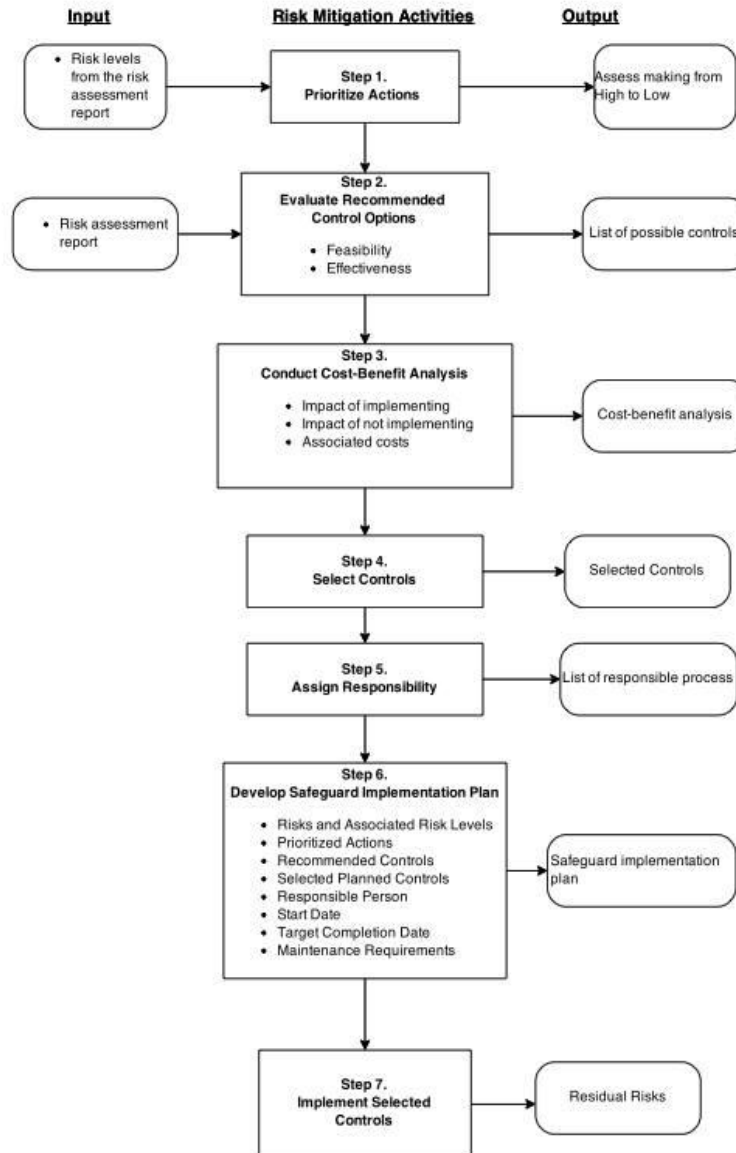 Input
Risk Mitigation Activities
Output
• Risk levels
from the risk
assessment
report
Step 1.
Prioritize Actions
Assess making from
High to Low
• Risk assessment
report
Step 2.
Evaluate Recommended
Control Options
• Feasibility
• Effectiveness
List of possible controls
Step 3.
Conduct Cost-Benefit Analysis
• Impact of implementing
• Impact of not implementing
• Associated costs
Cost-benefit analysis
Step 4.
Select Controls
Selected Controls
Step 5.
Assign Responsibility
List of responsible process
Step 6.
Develop Safeguard Implementation Plan
• Risks and Associated Risk Levels
• Prioritized Actions
• Recommended Controls
• Selected Planned Controls
• Responsible Person
• Start Date
• Target Completion Date
• Maintenance Requirements
Safeguard implementation
plan
Step 7.
Implement Selected
Controls
Residual Risks